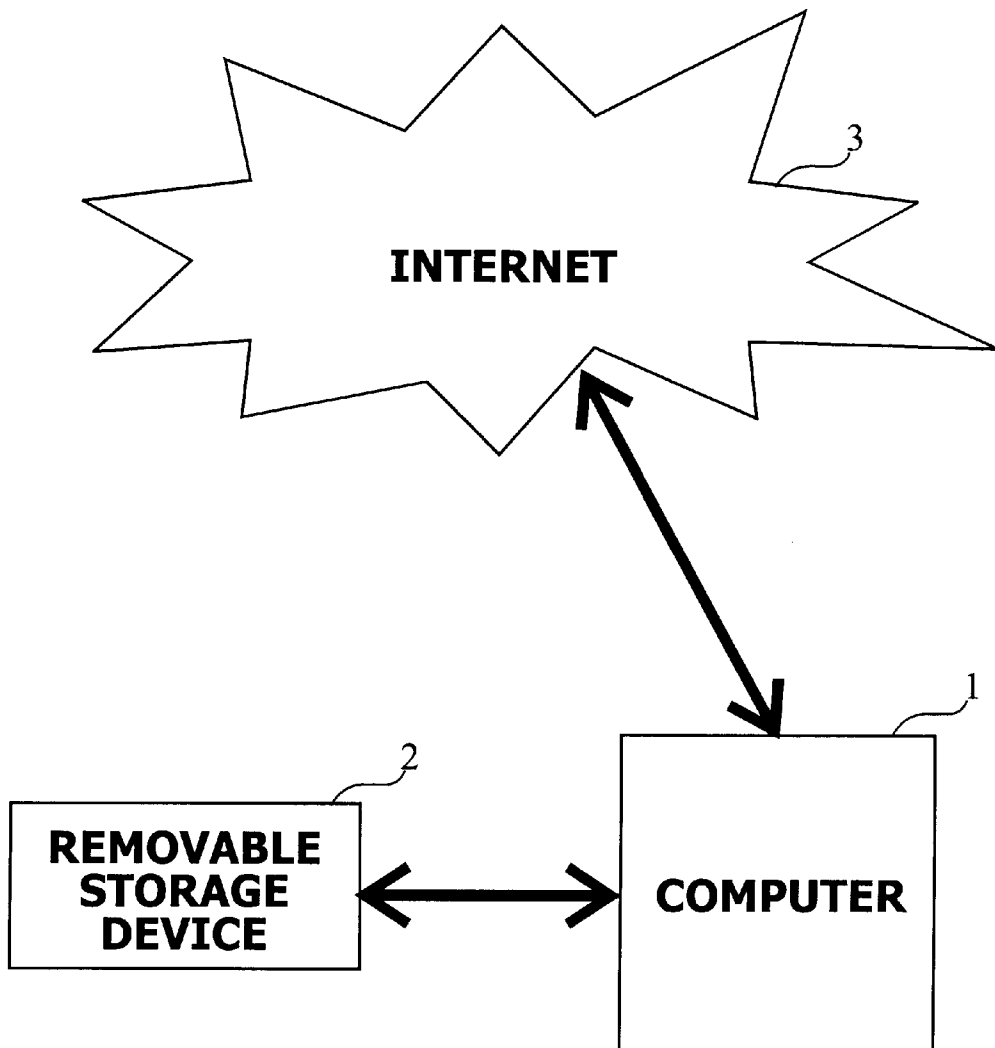 3
INTERNET
1
2
REMOVABLE
STORAGE
DEVICE
COMPUTER